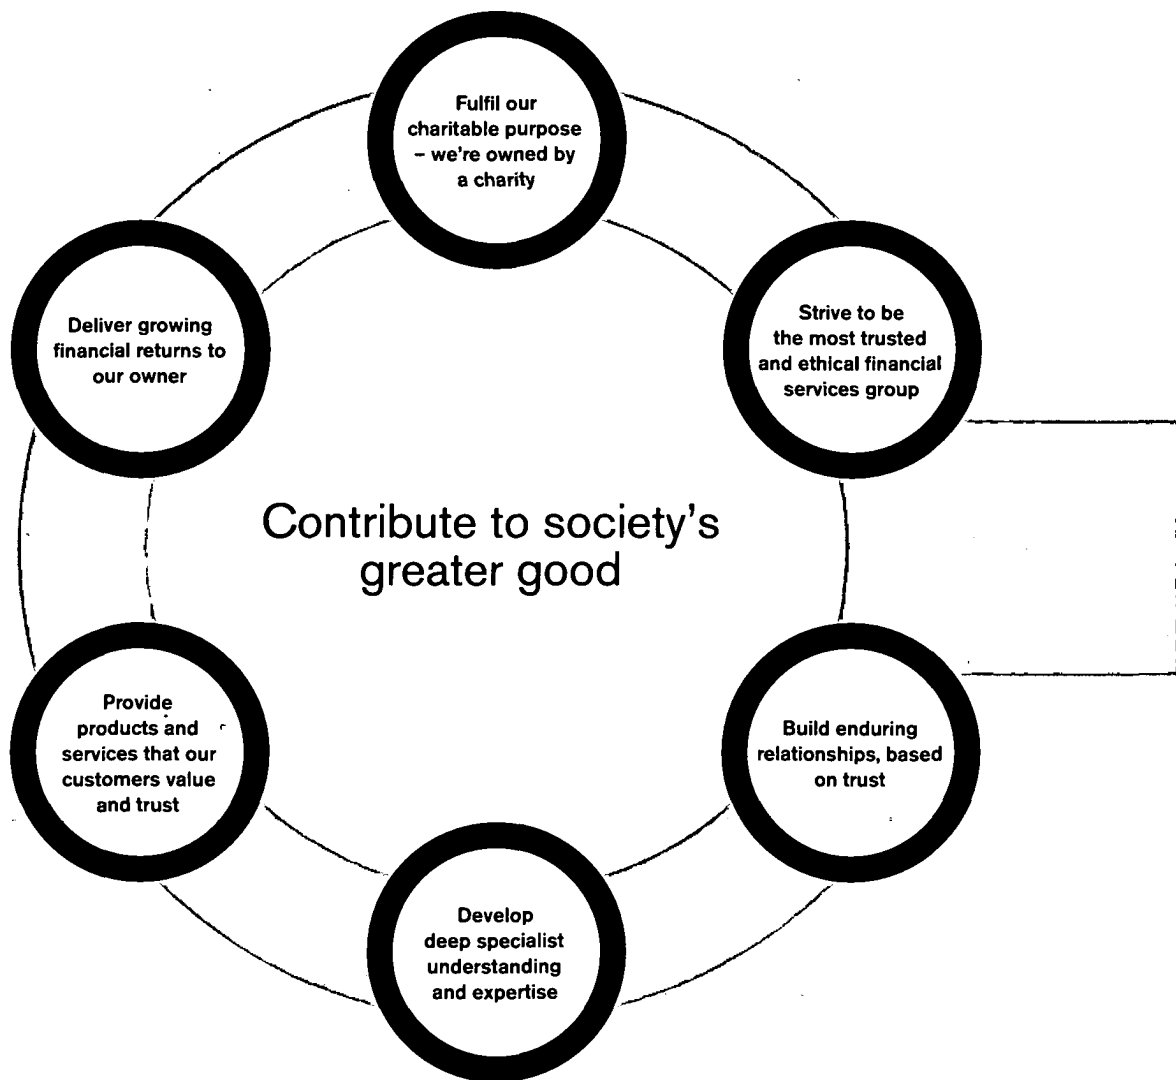 Fulfil our
charitable purpose
– we're owned by
a charity
Strive to be
the most trusted
and ethical financial
services group
Build enduring
relationships, based
on trust
Develop
deep specialist
understanding
and expertise
Provide
products and
services that our
customers value
and trust
Deliver growing
financial returns to
our owner
Contribute to society's
greater good